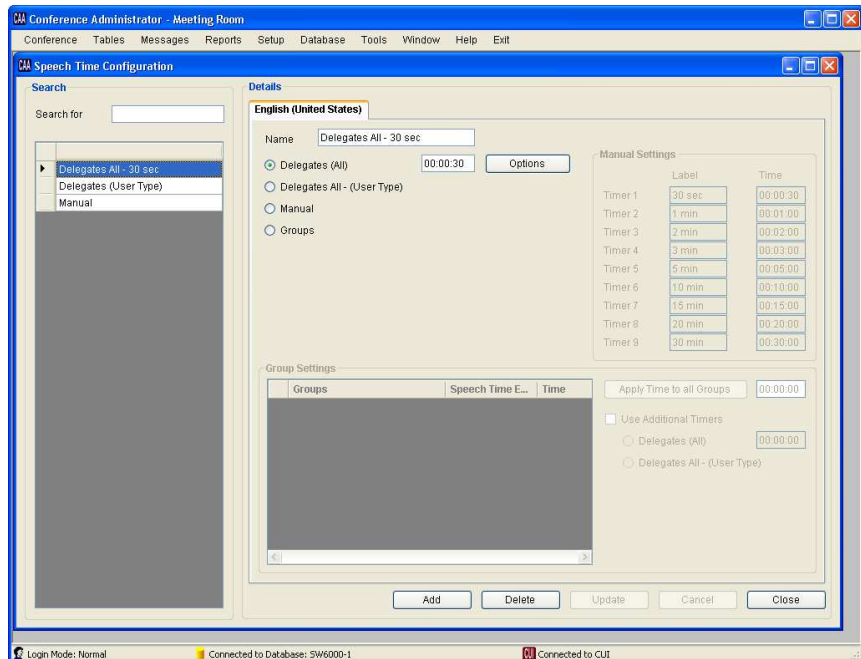 CAA Conference Administrator - Meeting Room
Conference Tables Messages Reports Setup Database Tools Window Help Exit
CAA Speech Time Configuration
Search
Search for
Delegates All - 30 sec
Delegates (User Type)
Manual
Details
English (United States)
Name Delegates All - 30 sec
Delegates (All) 00:00:30 Options
Delegates All - (User Type)
Manual
Groups
Manual Settings
Label Time
Timer 1 30 sec 00:00:30
Timer 2 1 min 00:01:00
Timer 3 2 min 00:02:00
Timer 4 3 min 00:03:00
Timer 5 5 min 00:05:00
Timer 6 10 min 00:10:00
Timer 7 15 min 00:15:00
Timer 8 20 min 00:20:00
Timer 9 30 min 00:30:00
Group Settings
Groups Speech Time E... Time
Apply Time to all Groups 00:00:00
Use Additional Timers
Delegates (All) 00:00:00
Delegates All - (User Type)
Add Delete Update Cancel Close
Login Mode: Normal Connected to Database: SW6000-1 CUI Connected to CUI